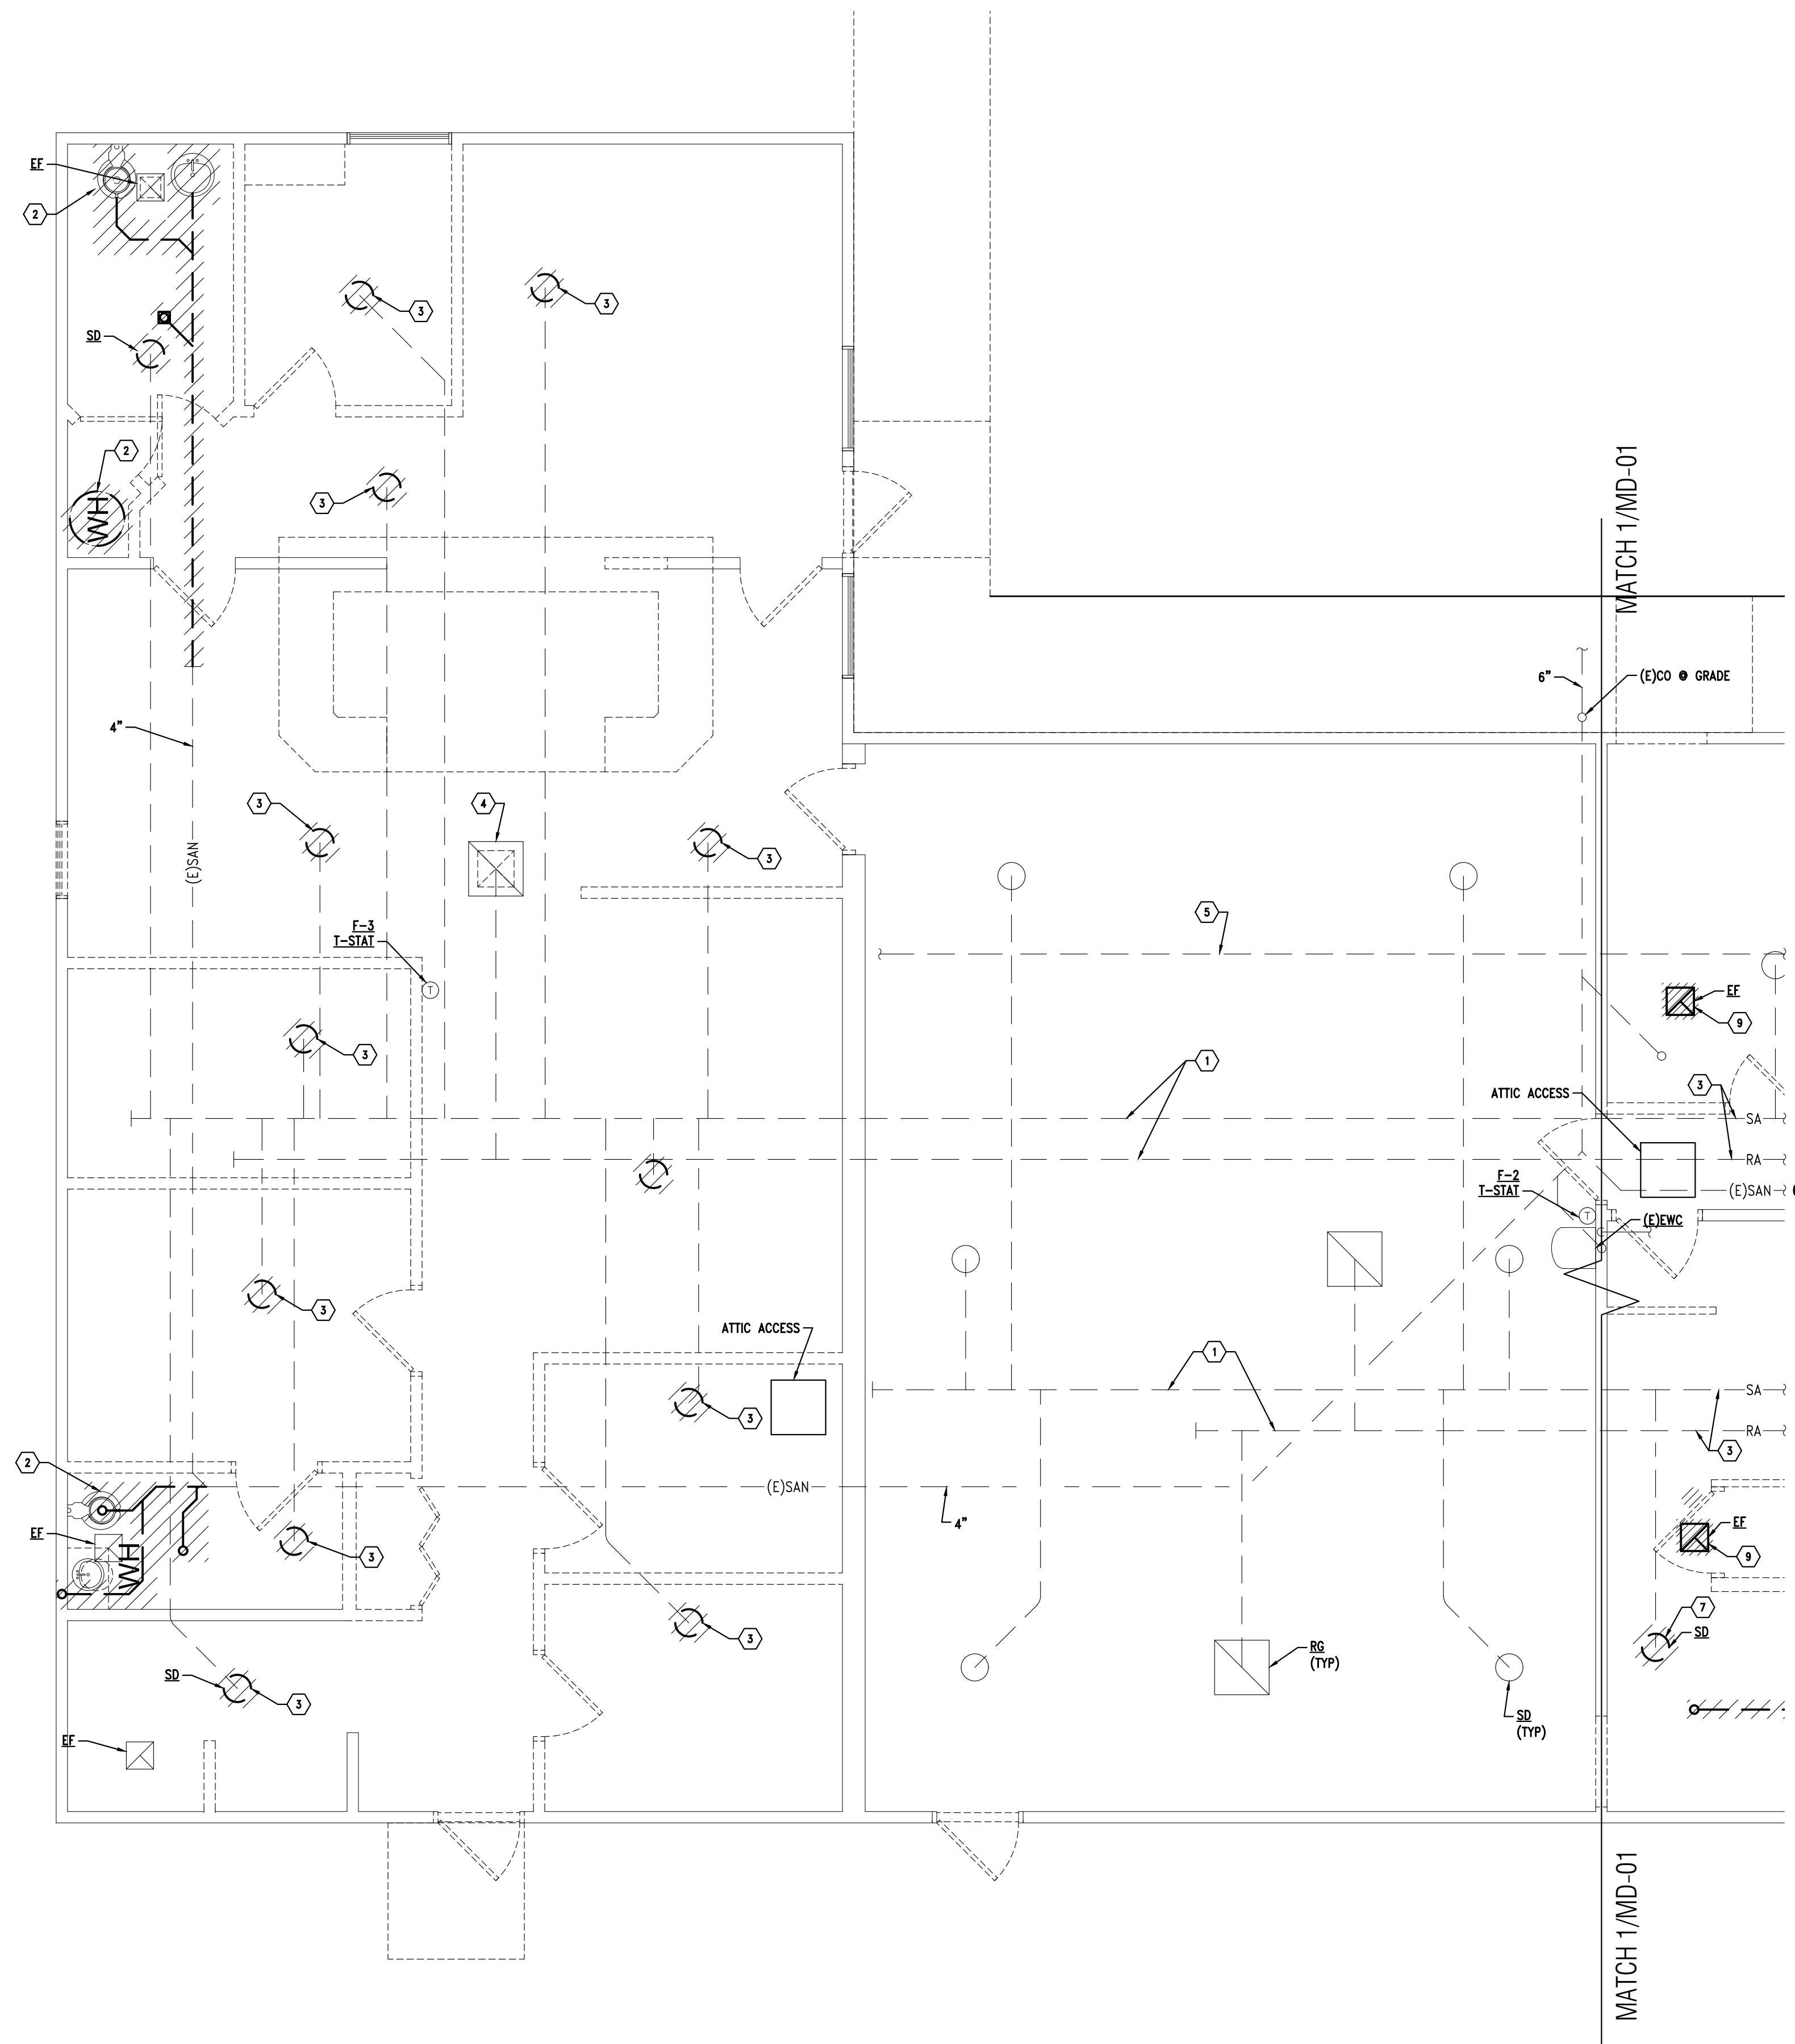 EF
2
3
3
SD
2
3
WH
MATCH 1/MD-01
6"
(E)CO @ GRADE
4"
3
4
3
(E)SAN
5
F-3
T-STAT
T
EF
9
3
1
3
ATTIC ACCESS
SA
RA
F-2
T-STAT
(E)SAN
T
(E)EWC
3
ATTIC ACCESS
1
SA
3
RA
3
2
(E)SAN
4"
EF
EF
WH
3
9
7
SD
3
RG
(TYP)
SD
3
SD
(TYP)
EF
MATCH 1/MD-01